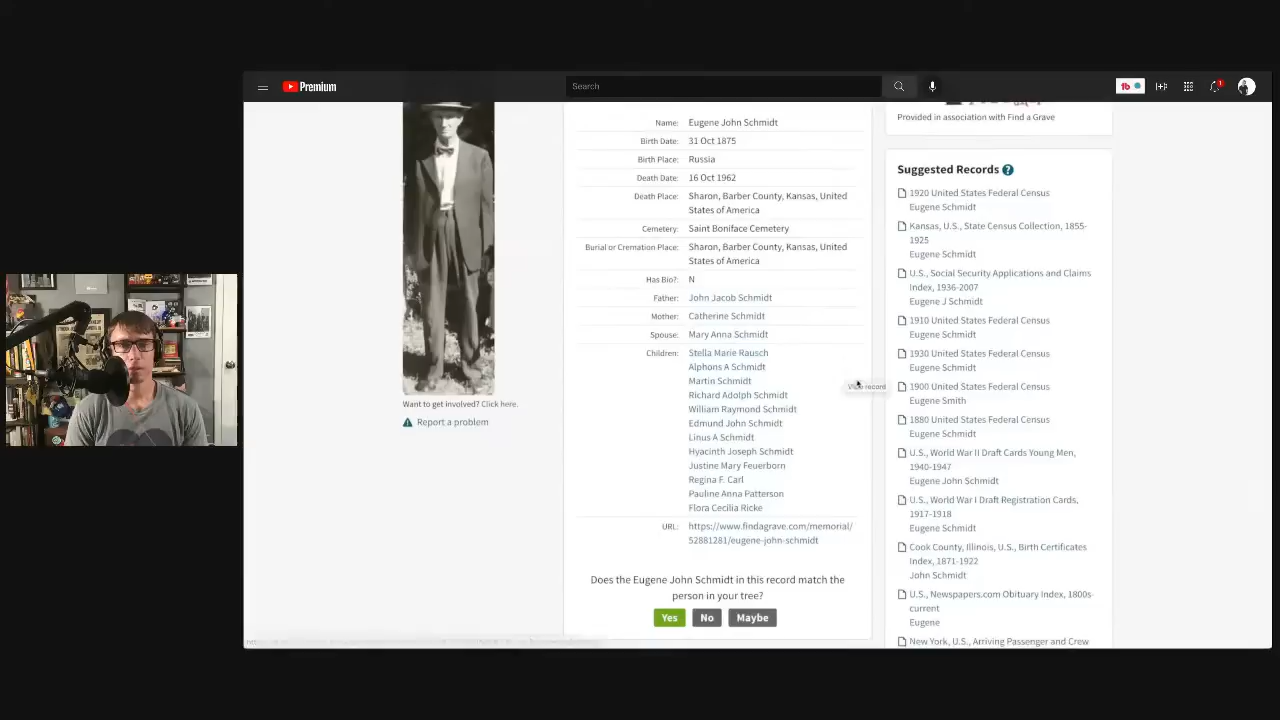 Premium
Search
1
Provided in association with Find a Grave
Name: Eugene John Schmidt
Birth Date: 31 Oct 1875
Birth Place: Russia
Death Date: 16 Oct 1962
Death Place: Sharon, Barber County, Kansas, United
States of America
Cemetery: Saint Boniface Cemetery
Burial or Cremation Place: Sharon, Barber County, Kansas, United
States of America
Has Bio?: N
Father: John Jacob Schmidt
Mother: Catherine Schmidt
Spouse: Mary Anna Schmidt
Children: Stella Marie Rausch
Alphons A Schmidt
Martin Schmidt
Richard Adolph Schmidt
William Raymond Schmidt
Edmund John Schmidt
Linus A Schmidt
Hyacinth Joseph Schmidt
Justine Mary Feuerborn
Regina F. Carl
Pauline Anna Patterson
Flora Cecilia Ricke
URL: https://www.findagrave.com/memorial/
52881281/eugene-john-schmidt
Does the Eugene John Schmidt in this record match the
person in your tree?
Yes
No
Maybe
View record
Want to get involved? Click here.
Report a problem
Suggested Records
1920 United States Federal Census
Eugene Schmidt
Kansas, U.S., State Census Collection, 1855-
1925
Eugene Schmidt
U.S., Social Security Applications and Claims
Index, 1936-2007
Eugene J Schmidt
1910 United States Federal Census
Eugene Schmidt
1930 United States Federal Census
Eugene Schmidt
1900 United States Federal Census
Eugene Smith
1880 United States Federal Census
Eugene Schmidt
U.S., World War II Draft Cards Young Men,
1940-1947
Eugene John Schmidt
U.S., World War I Draft Registration Cards,
1917-1918
Eugene Schmidt
Cook County, Illinois, U.S., Birth Certificates
Index, 1871-1922
John Schmidt
U.S., Newspapers.com Obituary Index, 1800s-
current
Eugene
New York, U.S., Arriving Passenger and Crew